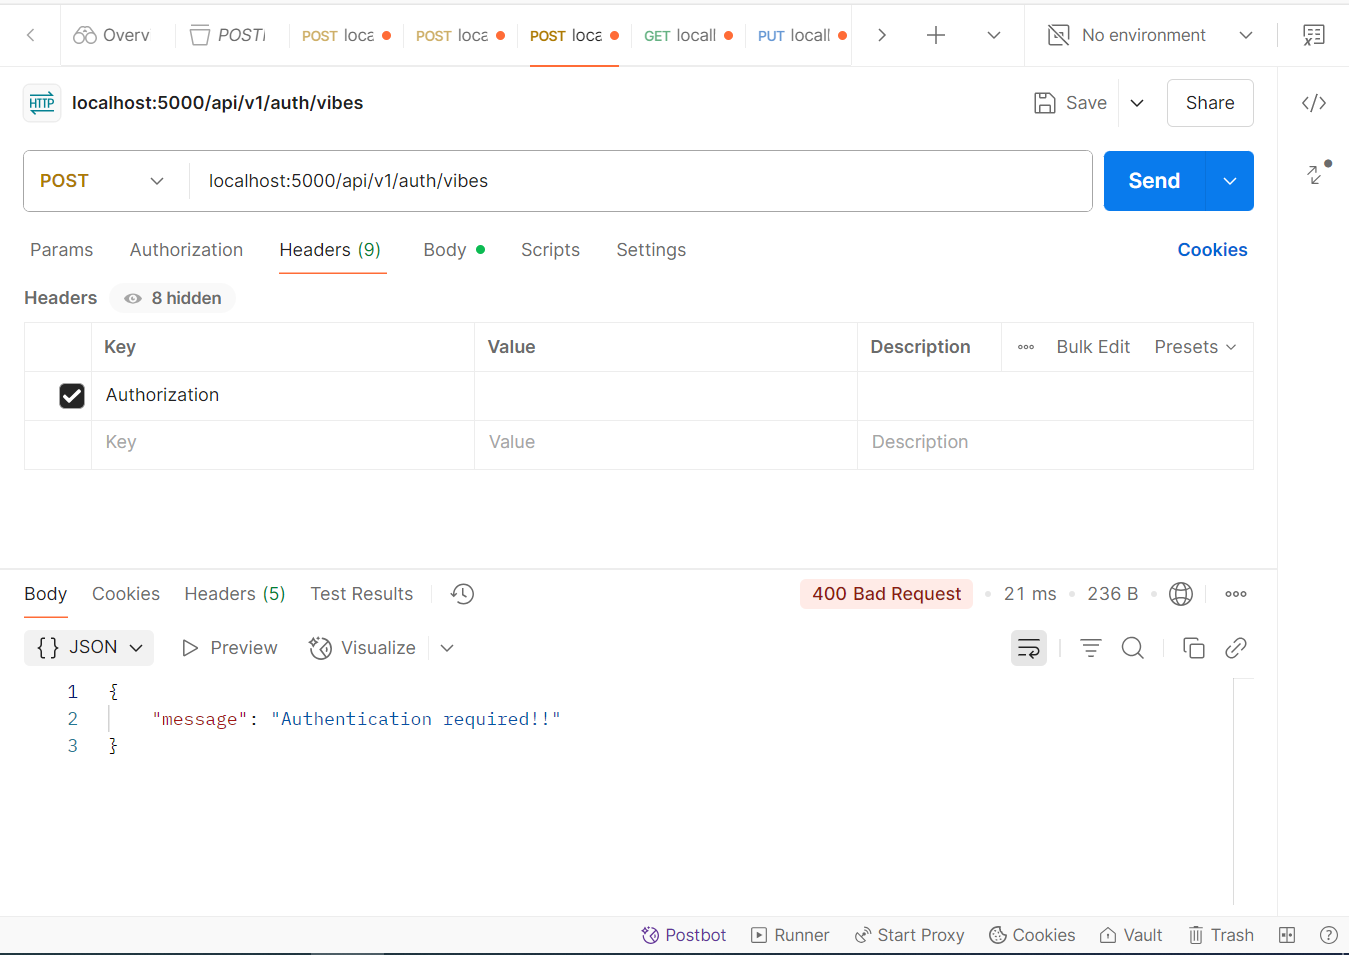 Overv POST POST loca POST loca POST loca GET locall PUT locall No environment
HTTP localhost:5000/api/v1/auth/vibes Save Share
POST localhost:5000/api/v1/auth/vibes Send
Params Authorization Headers (9) Body Scripts Settings Cookies
Headers 8 hidden
Key Value Description Bulk Edit Presets
Authorization
Key Value Description
Body Cookies Headers (5) Test Results 400 Bad Request 21 ms 236 B
{} JSON Preview Visualize
1 {
2 "message": "Authentication required!!"
3 }
Postbot Runner Start Proxy Cookies Vault Trash